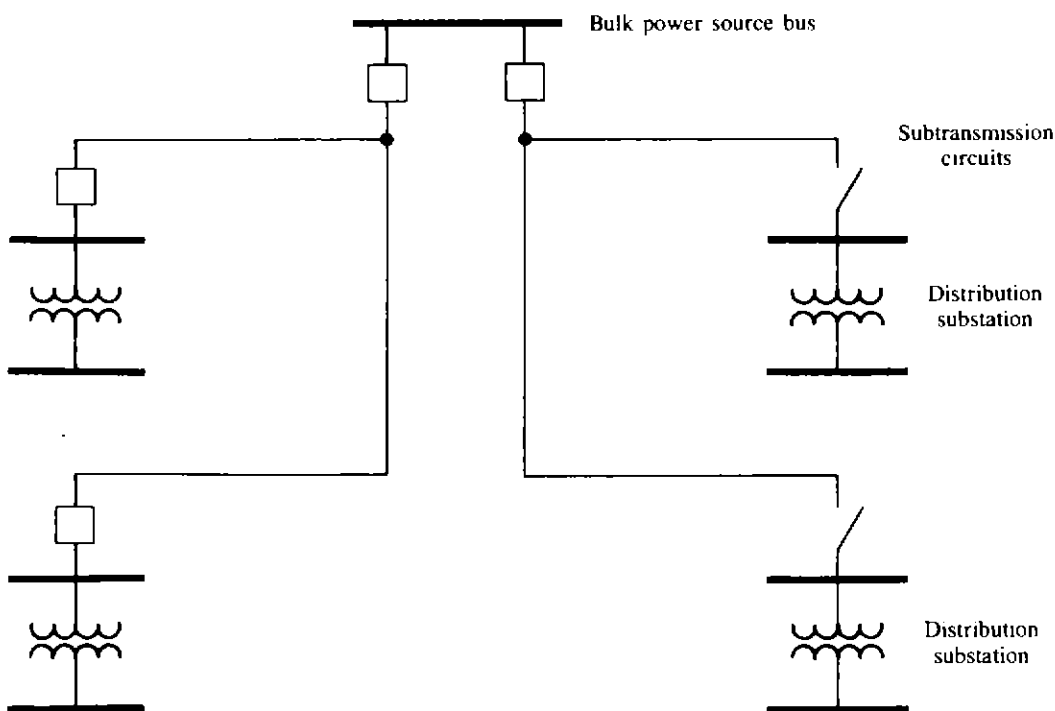 Bulk power source bus
Subtransmission
circuits
Distribution
substation
Distribution
substation